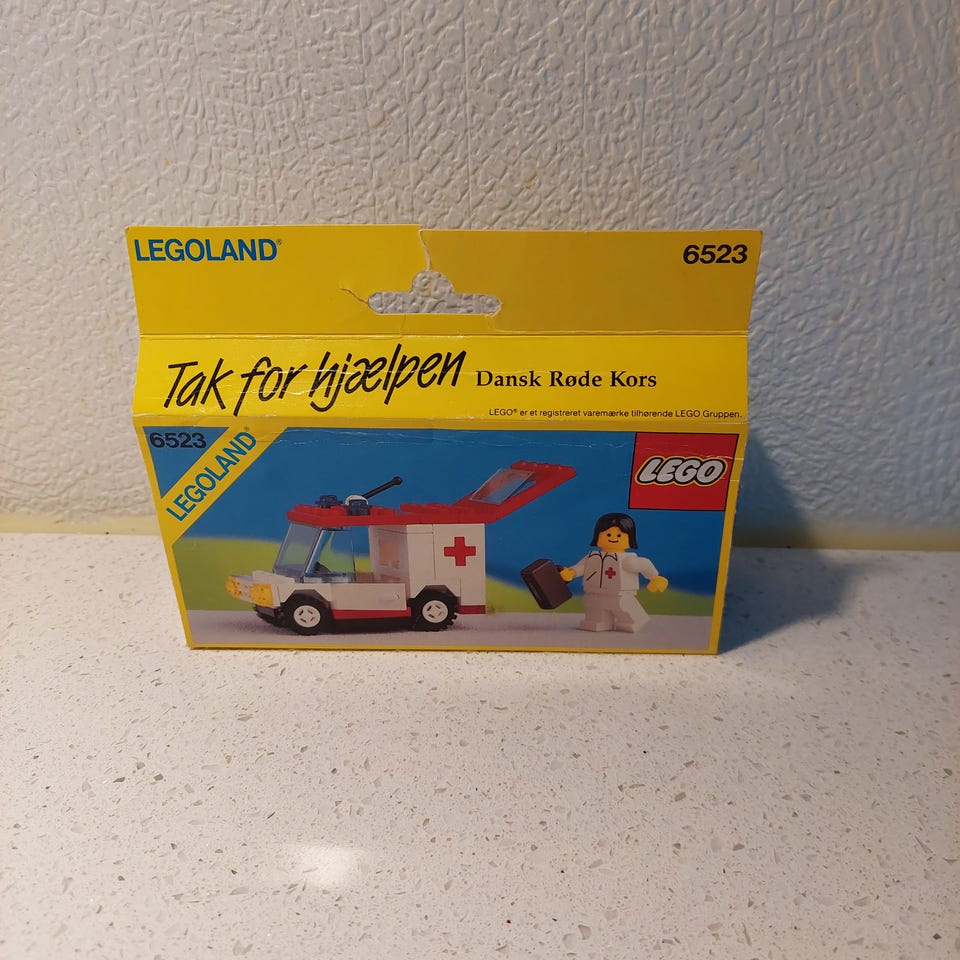 LEGOLAND® 6523
Tak for hjælpen Dansk Røde Kors
LEGO® er et registreret varemærke tilhørende LEGO Gruppen.
6523
LEGOLAND®
LEGO